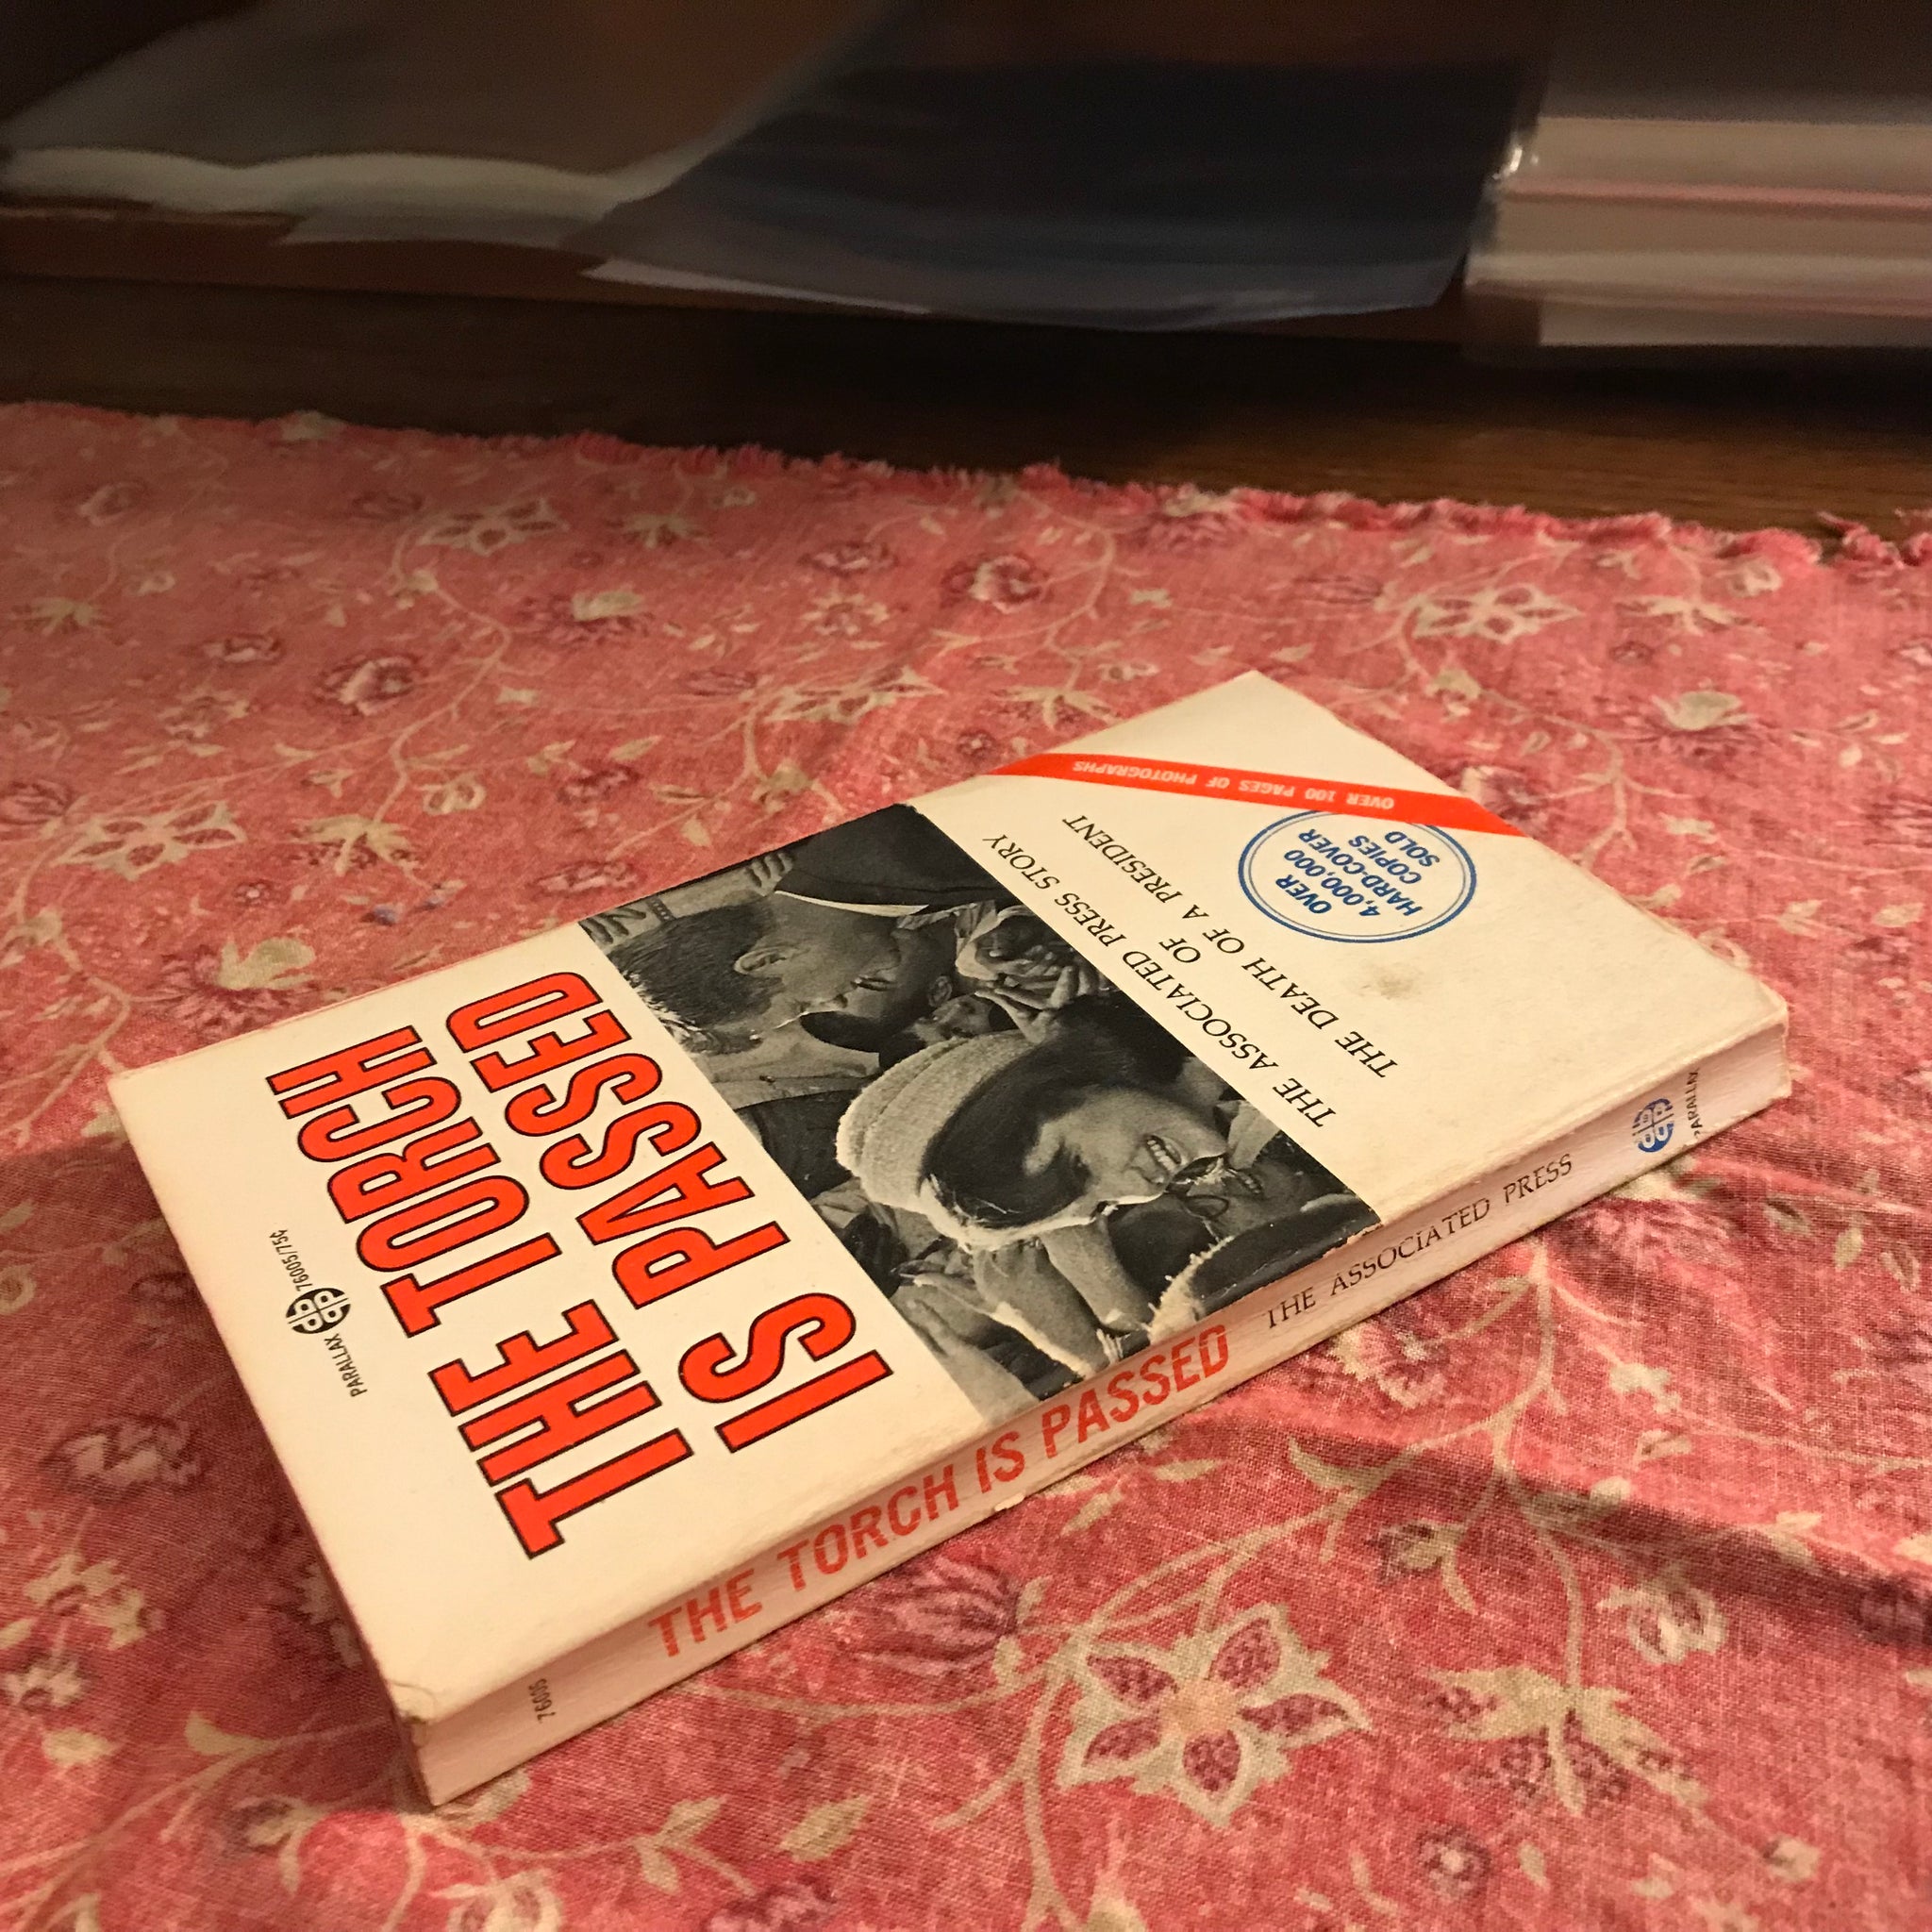 PARALLAX 76005/75¢
THE TORCH
IS PASSED
THE ASSOCIATED PRESS STORY
OF
THE DEATH OF A PRESIDENT
OVER
4,000,000
HARD-COVER
COPIES
SOLD
OVER 100 PAGES OF PHOTOGRAPHS
7605 THE TORCH IS PASSED THE ASSOCIATED PRESS PARALLAX